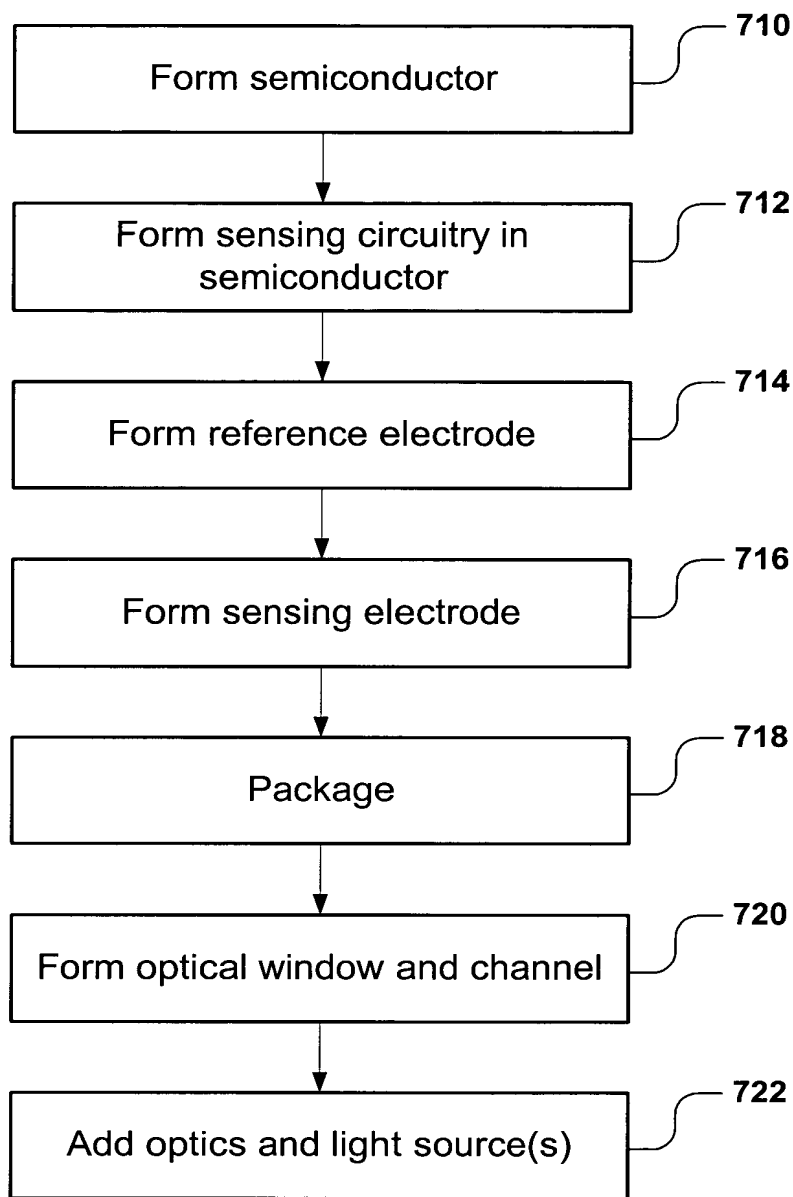 710
Form semiconductor
712
Form sensing circuitry in
semiconductor
714
Form reference electrode
716
Form sensing electrode
718
Package
720
Form optical window and channel
722
Add optics and light source(s)